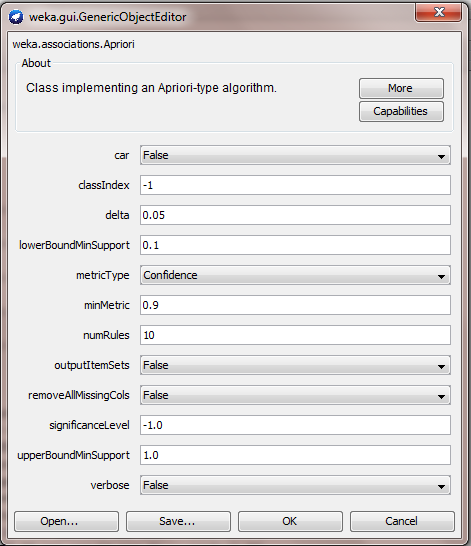 weka.gui.GenericObjectEditor
weka.associations.Apriori
About
Class implementing an Apriori-type algorithm.
More
Capabilities
car False
classIndex -1
delta 0.05
lowerBoundMinSupport 0.1
metricType Confidence
minMetric 0.9
numRules 10
outputItemSets False
removeAllMissingCols False
significanceLevel -1.0
upperBoundMinSupport 1.0
verbose False
Open... Save... OK Cancel